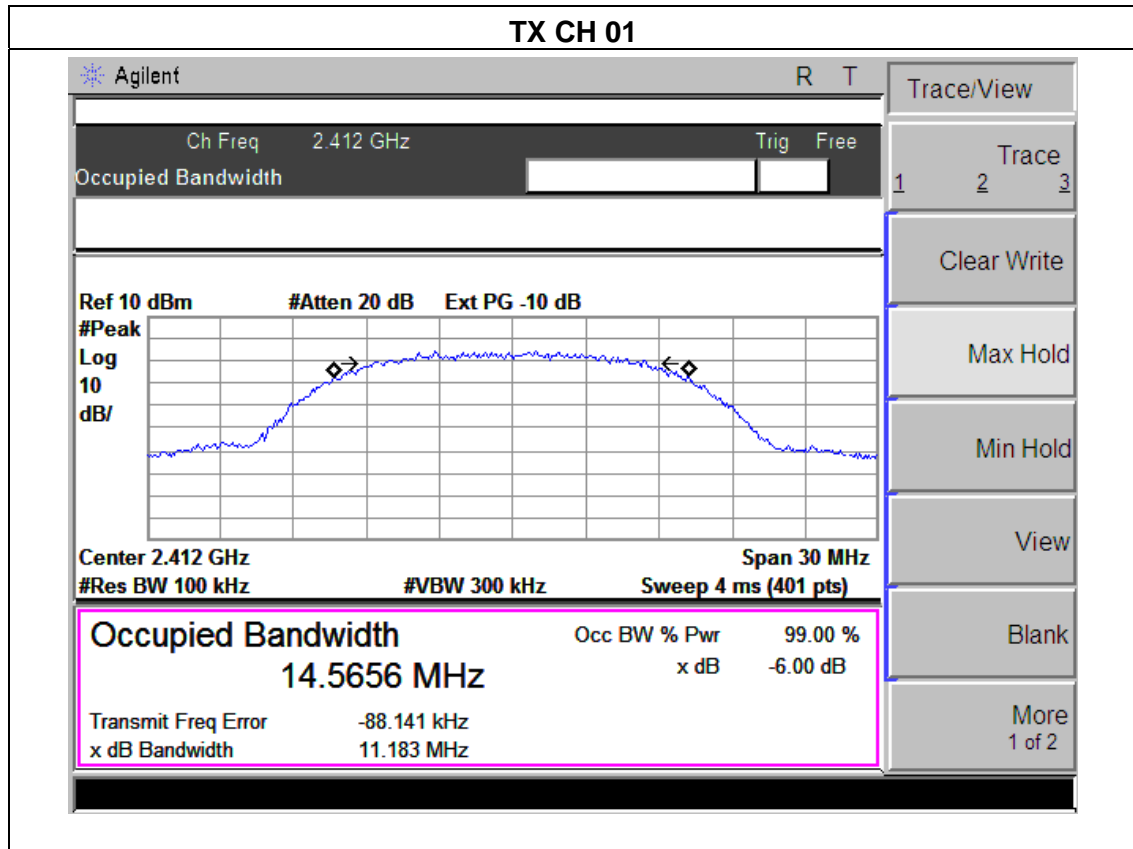 TX CH 01
Agilent R T
Ch Freq 2.412 GHz Trig Free
Occupied Bandwidth
Ref 10 dBm #Atten 20 dB Ext PG -10 dB
#Peak
Log
10
dB/
Center 2.412 GHz Span 30 MHz
#Res BW 100 kHz #VBW 300 kHz Sweep 4 ms (401 pts)
Occupied Bandwidth Occ BW % Pwr 99.00 %
14.5656 MHz x dB -6.00 dB
Transmit Freq Error -88.141 kHz
x dB Bandwidth 11.183 MHz
Trace/View
Trace
1 2 3
Clear Write
Max Hold
Min Hold
View
Blank
More
1 of 2